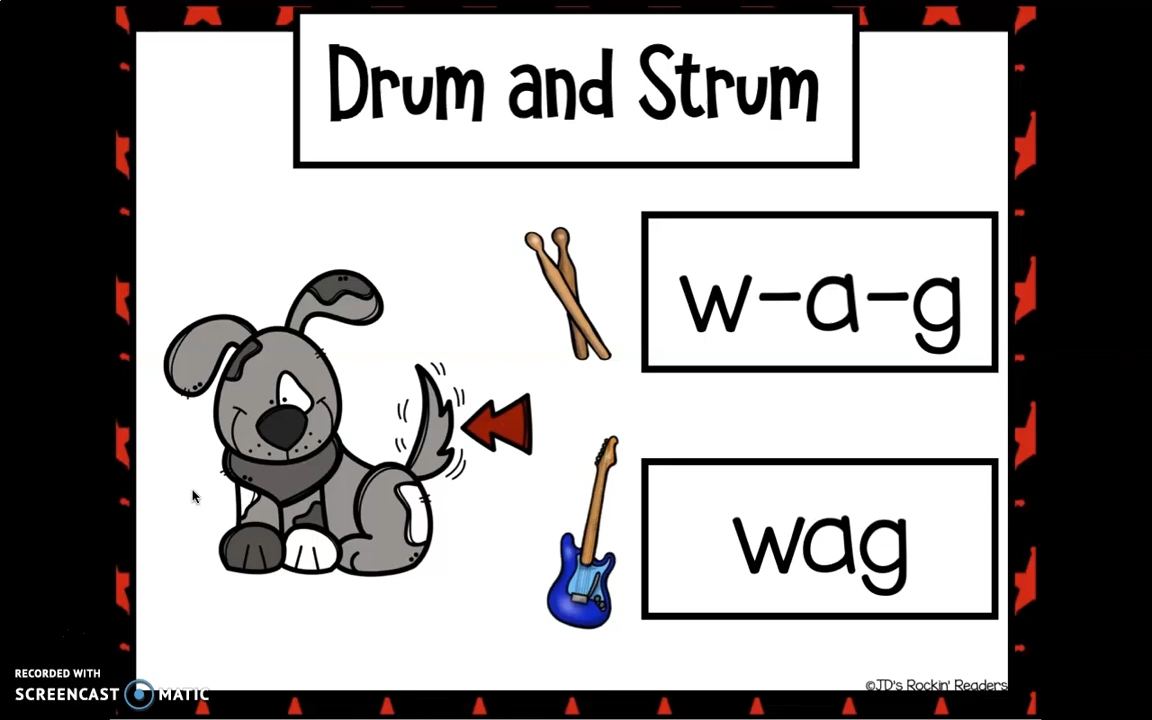 Drum and Strum
w-a-g
wag
©JD's Rockin' Readers
RECORDED WITH
SCREENCAST MATIC